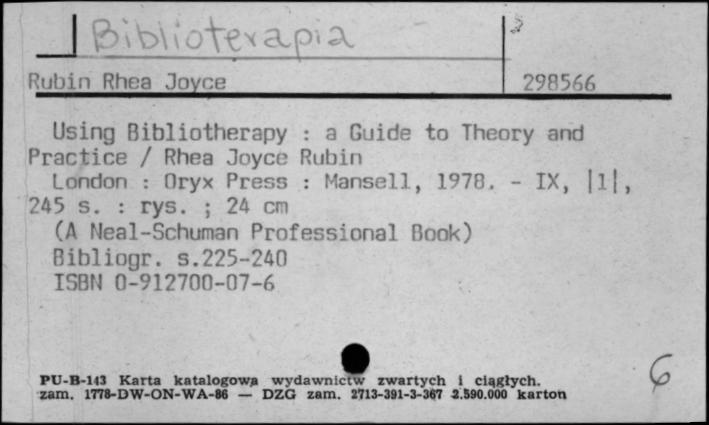 Biblioterapia
Rubin Rhea Joyce 298566
Using Bibliotherapy : a Guide to Theory and
Practice / Rhea Joyce Rubin
London : Oryx Press : Mansell, 1978. - IX, |1|,
245 s. : rys. ; 24 cm
(A Neal-Schuman Professional Book)
Bibliogr. s.225-240
ISBN 0-912700-07-6
6
PU-B-143 Karta katalogowa wydawnictw zwartych i ciągłych.
zam. 1778-DW-ON-WA-86 — DZG zam. 2713-391-3-367 2.590.000 karton